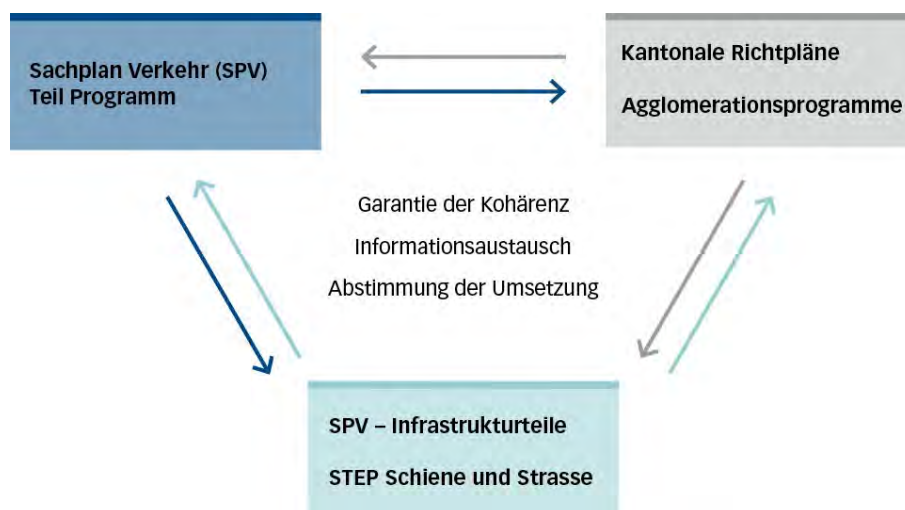 Sachplan Verkehr (SPV)
Teil Programm
Kantonale Richtpläne
Agglomerationsprogramme
Garantie der Kohärenz
Informationsaustausch
Abstimmung der Umsetzung
SPV – Infrastrukturteile
STEP Schiene und Strasse